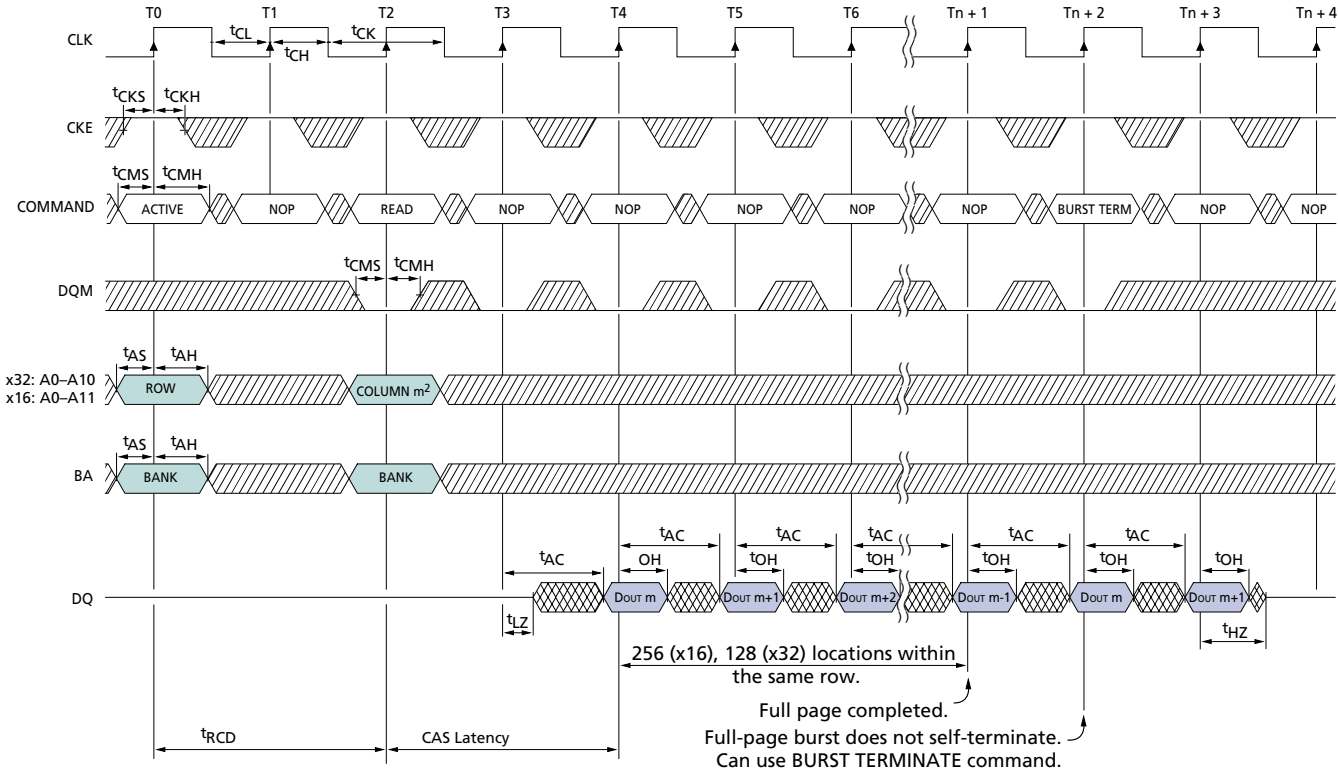 T0 T1 T2 T3 T4 T5 T6 Tn + 1 Tn + 2 Tn + 3 Tn + 4
CLK
tCL tCK
tCH
tCKS tCKH
CKE
tCMS tCMH
COMMAND ACTIVE NOP READ NOP NOP NOP NOP NOP BURST TERM NOP NOP
tCMS tCMH
DQM
tAS tAH
x32: A0–A10
x16: A0–A11
ROW COLUMN m2
tAS tAH
BA BANK BANK
tAC tAC tAC tAC tAC tAC
OH tOH tOH tOH tOH tOH
DQ DOUT m DOUT m+1 DOUT m+2 DOUT m-1 DOUT m DOUT m+1
tLZ tHZ
256 (x16), 128 (x32) locations within
the same row.
Full page completed.
tRCD CAS Latency
Full-page burst does not self-terminate.
Can use BURST TERMINATE command.